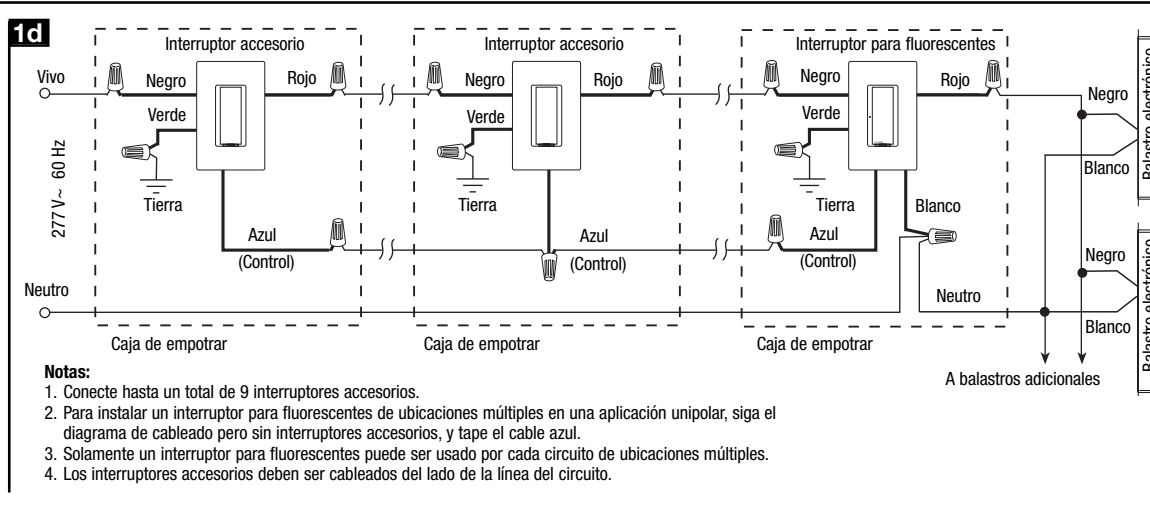 1d
Interruptor accesorio
Interruptor accesorio
Interruptor para fluorescentes
Vivo
Negro
Rojo
Negro
Rojo
Negro
Rojo
Negro
Verde
Verde
Verde
Balastro electrónico
277 V~ 60 Hz
Blanco
Tierra
Tierra
Tierra
Blanco
Azul
(Control)
Azul
(Control)
Azul
(Control)
Negro
Neutro
Neutro
Balastro electrónico
Blanco
Caja de empotrar
Caja de empotrar
Caja de empotrar
A balastros adicionales
Notas:
1. Conecte hasta un total de 9 interruptores accesorios.
2. Para instalar un interruptor para fluorescentes de ubicaciones múltiples en una aplicación unipolar, siga el
diagrama de cableado pero sin interruptores accesorios, y tape el cable azul.
3. Solamente un interruptor para fluorescentes puede ser usado por cada circuito de ubicaciones múltiples.
4. Los interruptores accesorios deben ser cableados del lado de la línea del circuito.